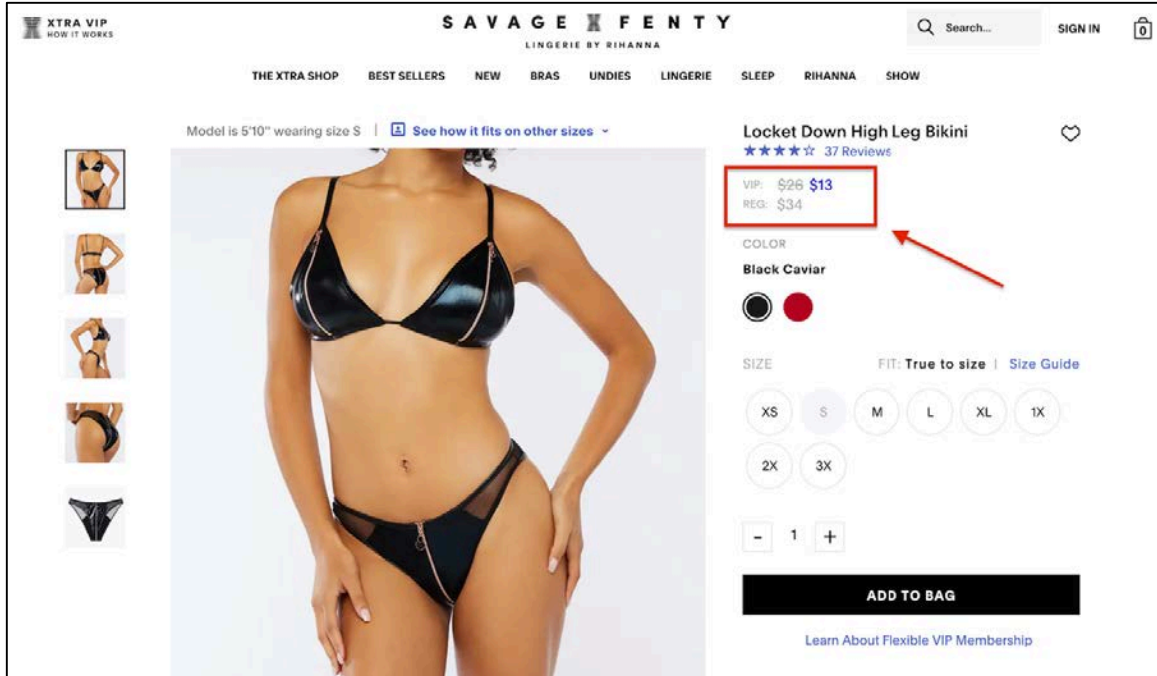 XTRA VIP
HOW IT WORKS
SAVAGE X FENTY
LINGERIE BY RIHANNA
Search...
SIGN IN
0
THE XTRA SHOP BEST SELLERS NEW BRAS UNDIES LINGERIE SLEEP RIHANNA SHOW
Model is 5'10" wearing size S | See how it fits on other sizes
Locket Down High Leg Bikini
37 Reviews
VIP: $26 $13
REG: $34
COLOR
Black Caviar
SIZE FIT: True to size | Size Guide
XS S M L XL 1X
2X 3X
- 1 +
ADD TO BAG
Learn About Flexible VIP Membership